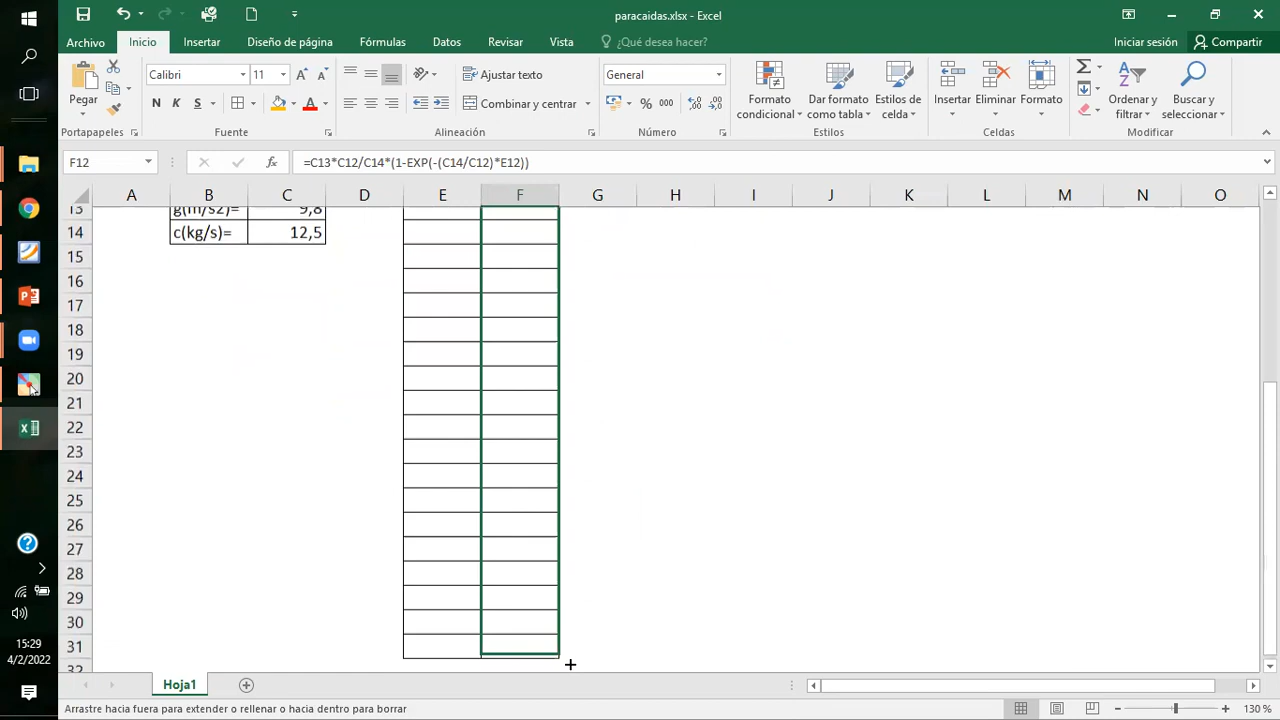 paracaidas.xlsx - Excel
Archivo Inicio Insertar Diseño de página Fórmulas Datos Revisar Vista ¿Qué desea hacer? Iniciar sesión Compartir
Calibri 11 Ajustar texto General
Pegar N K S Combinar y centrar % 000 Formato condicional Dar formato como tabla Estilos de celda Insertar Eliminar Formato Ordenar y filtrar Buscar y seleccionar
Portapapeles Fuente Alineación Número Estilos Celdas Modificar
F12 fx =C13*C12/C14*(1-EXP(-(C14/C12)*E12))
A B C D E F G H I J K L M N O
13 g(m/s2)= 9,8
14 c(kg/s)= 12,5
15
16
17
18
19
20
21
22
23
24
25
26
27
28
29
30
31
32
15:29
4/2/2022
Hoja1
Arrastre hacia fuera para extender o rellenar o hacia dentro para borrar 130 %